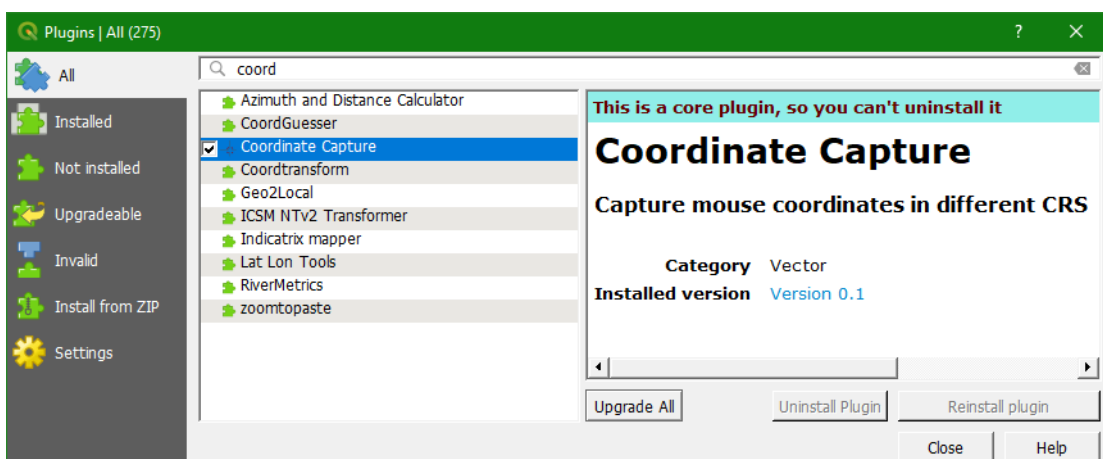 Plugins | All (275)
?
coord
All
Installed
Not installed
Upgradeable
Invalid
Install from ZIP
Settings
Azimuth and Distance Calculator
CoordGuesser
Coordinate Capture
Coordtransform
Geo2Local
ICSM NTv2 Transformer
Indicatrix mapper
Lat Lon Tools
RiverMetrics
zoomtopaste
This is a core plugin, so you can't uninstall it
Coordinate Capture
Capture mouse coordinates in different CRS
Category Vector
Installed version Version 0.1
Upgrade All Uninstall Plugin Reinstall plugin
Close Help